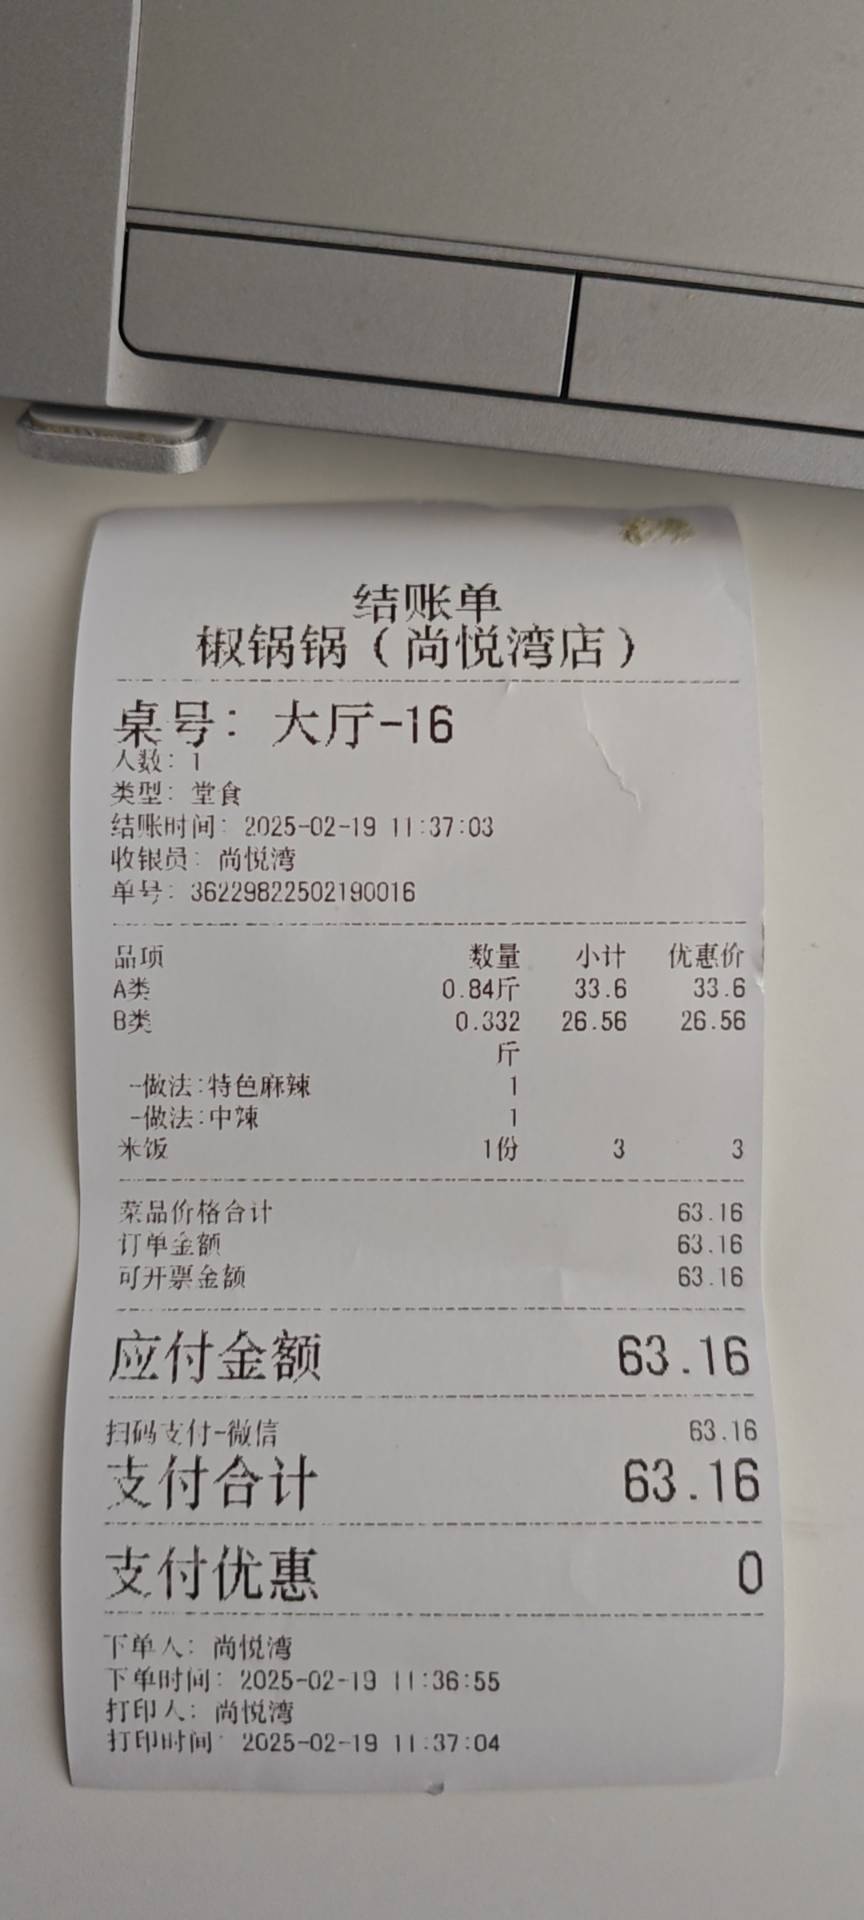 结账单
椒锅锅（尚悦湾店）
桌号：大厅-16
人数：1
类型：堂食
结账时间：2025-02-19 11:37:03
收银员：尚悦湾
单号：36229822502190016
品项 数量 小计 优惠价
A类 0.84斤 33.6 33.6
B类 0.332 26.56 26.56
斤
-做法:特色麻辣 1
-做法:中辣 1
米饭 1份 3 3
菜品价格合计 63.16
订单金额 63.16
可开票金额 63.16
应付金额 63.16
扫码支付-微信 63.16
支付合计 63.16
支付优惠 0
下单人：尚悦湾
下单时间：2025-02-19 11:36:55
打印人：尚悦湾
打印时间：2025-02-19 11:37:04